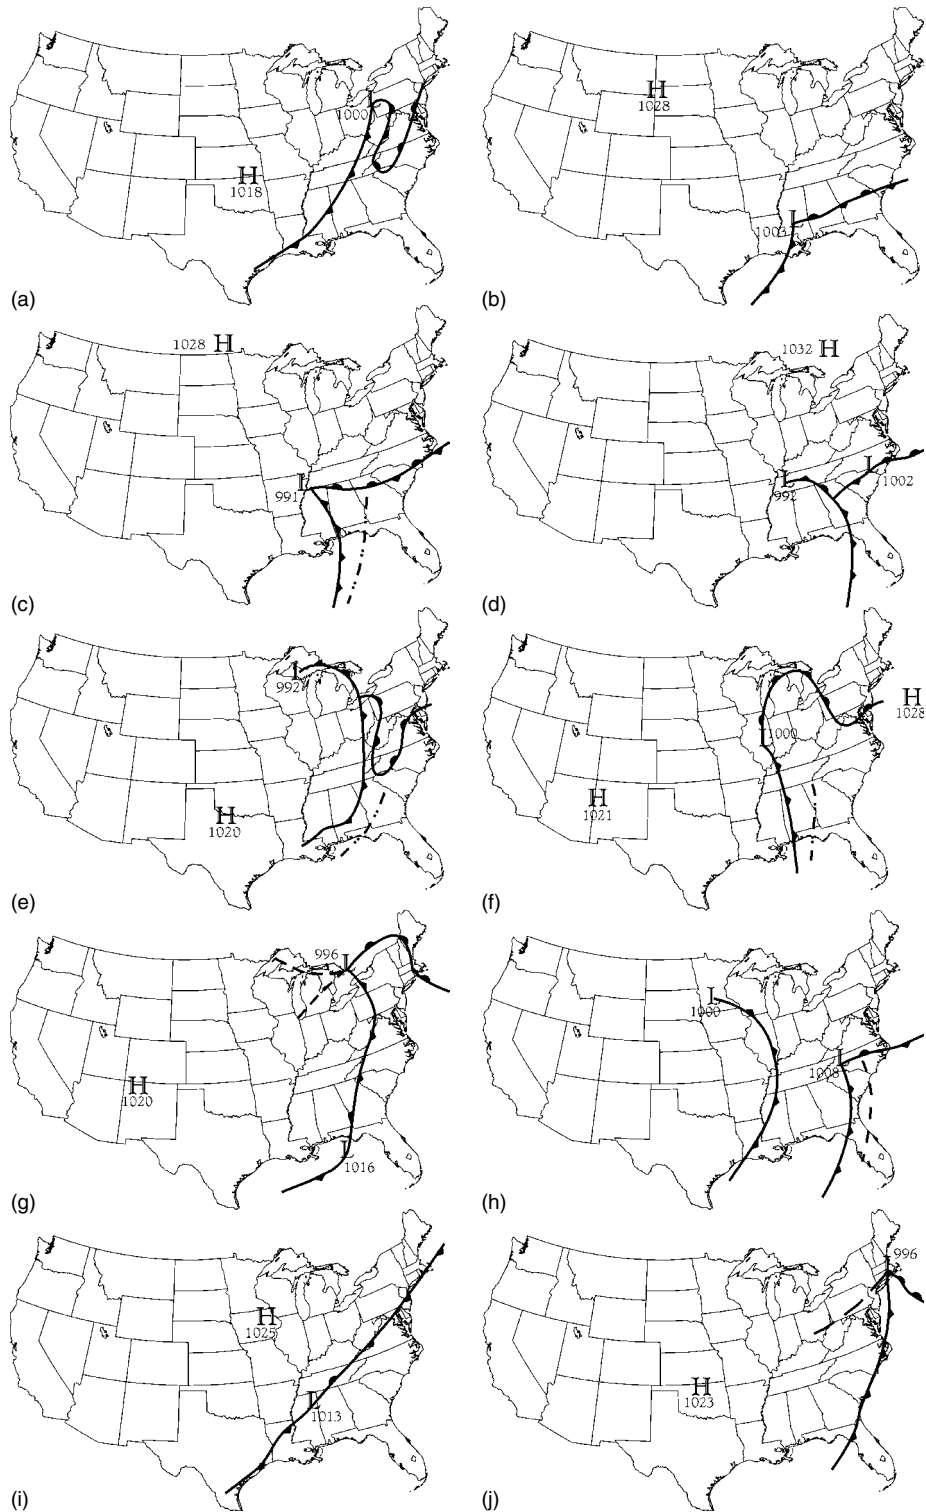 1000 L
H
1018
(a)
H
1028
L
1003
(b)
1028 H
L
991
(c)
1032 H
L
992
L
1002
(d)
L
992
H
1020
(e)
H
1028
L 1000
H
1021
(f)
996 L
H
1020
L
1016
(g)
L
1000
L
1008
(h)
H
1025
L
1013
(i)
L 996
H
1023
(j)